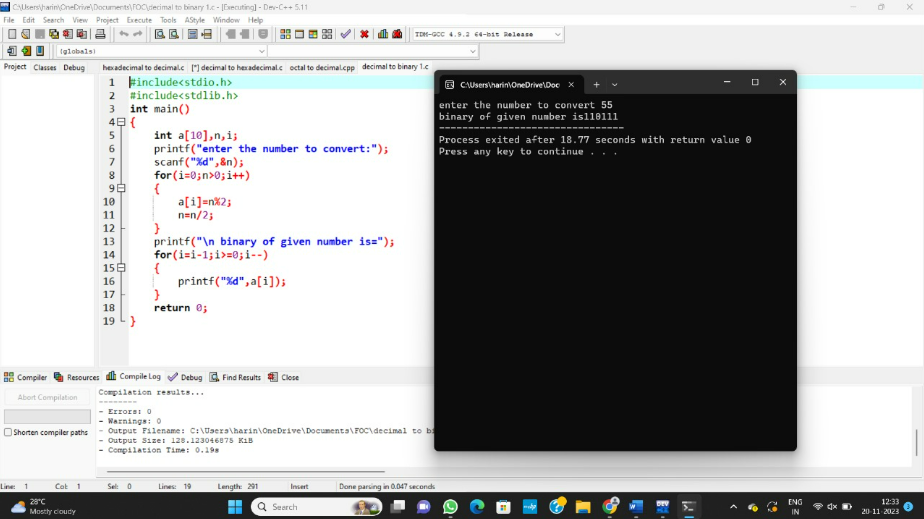 C:\Users\harin\OneDrive\Documents\FOC\decimal to binary 1.c - [Executing] - Dev-C++ 5.11
File Edit Search View Project Execute Tools AStyle Window Help
TDM-GCC 4.9.2 64-bit Release
(globals)
Project Classes Debug
hexadecimal to decimal.c [*] decimal to hexadecimal.c octal to decimal.cpp decimal to binary 1.c
1 #include<stdio.h>
2 #include<stdlib.h>
3 int main()
4 {
5 int a[10],n,i;
6 printf("enter the number to convert:");
7 scanf("%d",&n);
8 for(i=0;n>0;i++)
9 {
10 a[i]=n%2;
11 n=n/2;
12 }
13 printf("\n binary of given number is=");
14 for(i=i-1;i>=0;i--)
15 {
16 printf("%d",a[i]);
17 }
18 return 0;
19 }
C:\Users\harin\OneDrive\Doc
enter the number to convert 55
binary of given number is110111
--------------------------------
Process exited after 18.77 seconds with return value 0
Press any key to continue . . .
Compiler Resources Compile Log Debug Find Results Close
Abort Compilation
Shorten compiler paths
Compilation results...
--------
- Errors: 0
- Warnings: 0
- Output Filename: C:\Users\harin\OneDrive\Documents\FOC\decimal to bi
- Output Size: 128.123046875 KiB
- Compilation Time: 0.19s
Line: 1 Col: 1 Sel: 0 Lines: 19 Length: 291 Insert Done parsing in 0.047 seconds
28°C
Mostly cloudy
Search
ENG
IN
12:33
20-11-2023